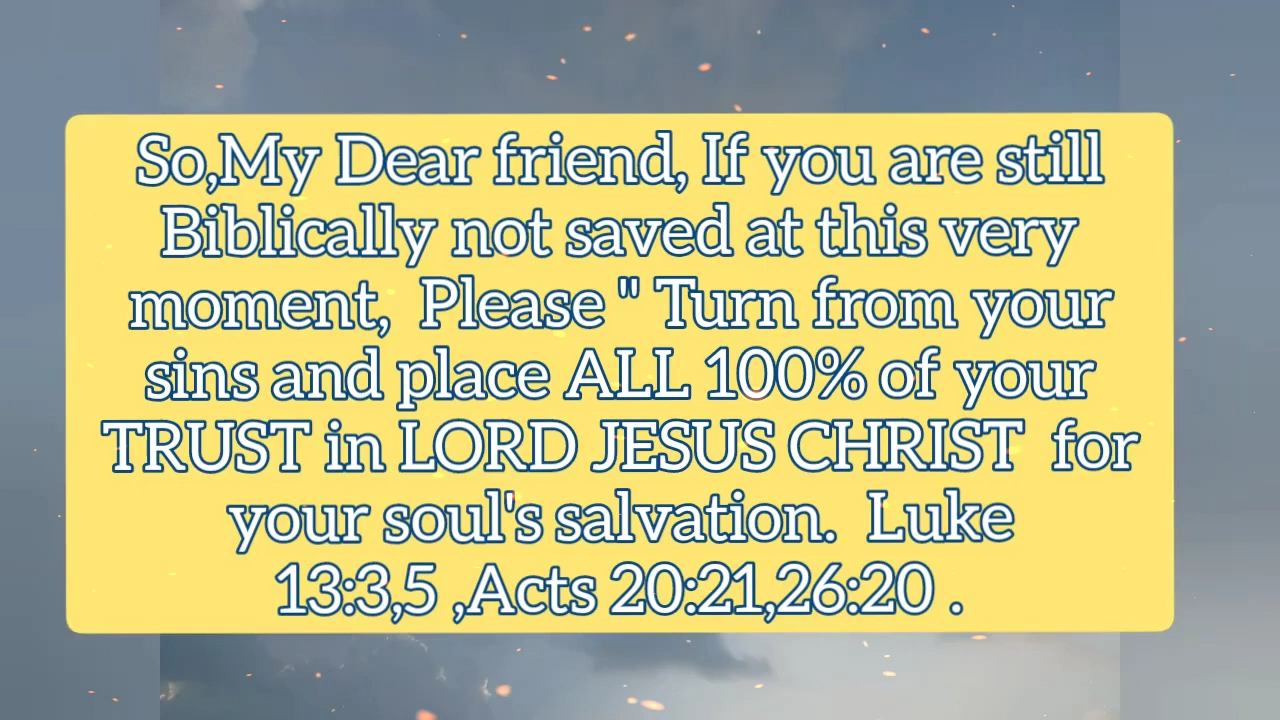 So,My Dear friend, If you are still
Biblically not saved at this very
moment,  Please " Turn from your
sins and place ALL 100% of your
TRUST in LORD JESUS CHRIST  for
your soul's salvation.  Luke
13:3,5 ,Acts 20:21,26:20 .